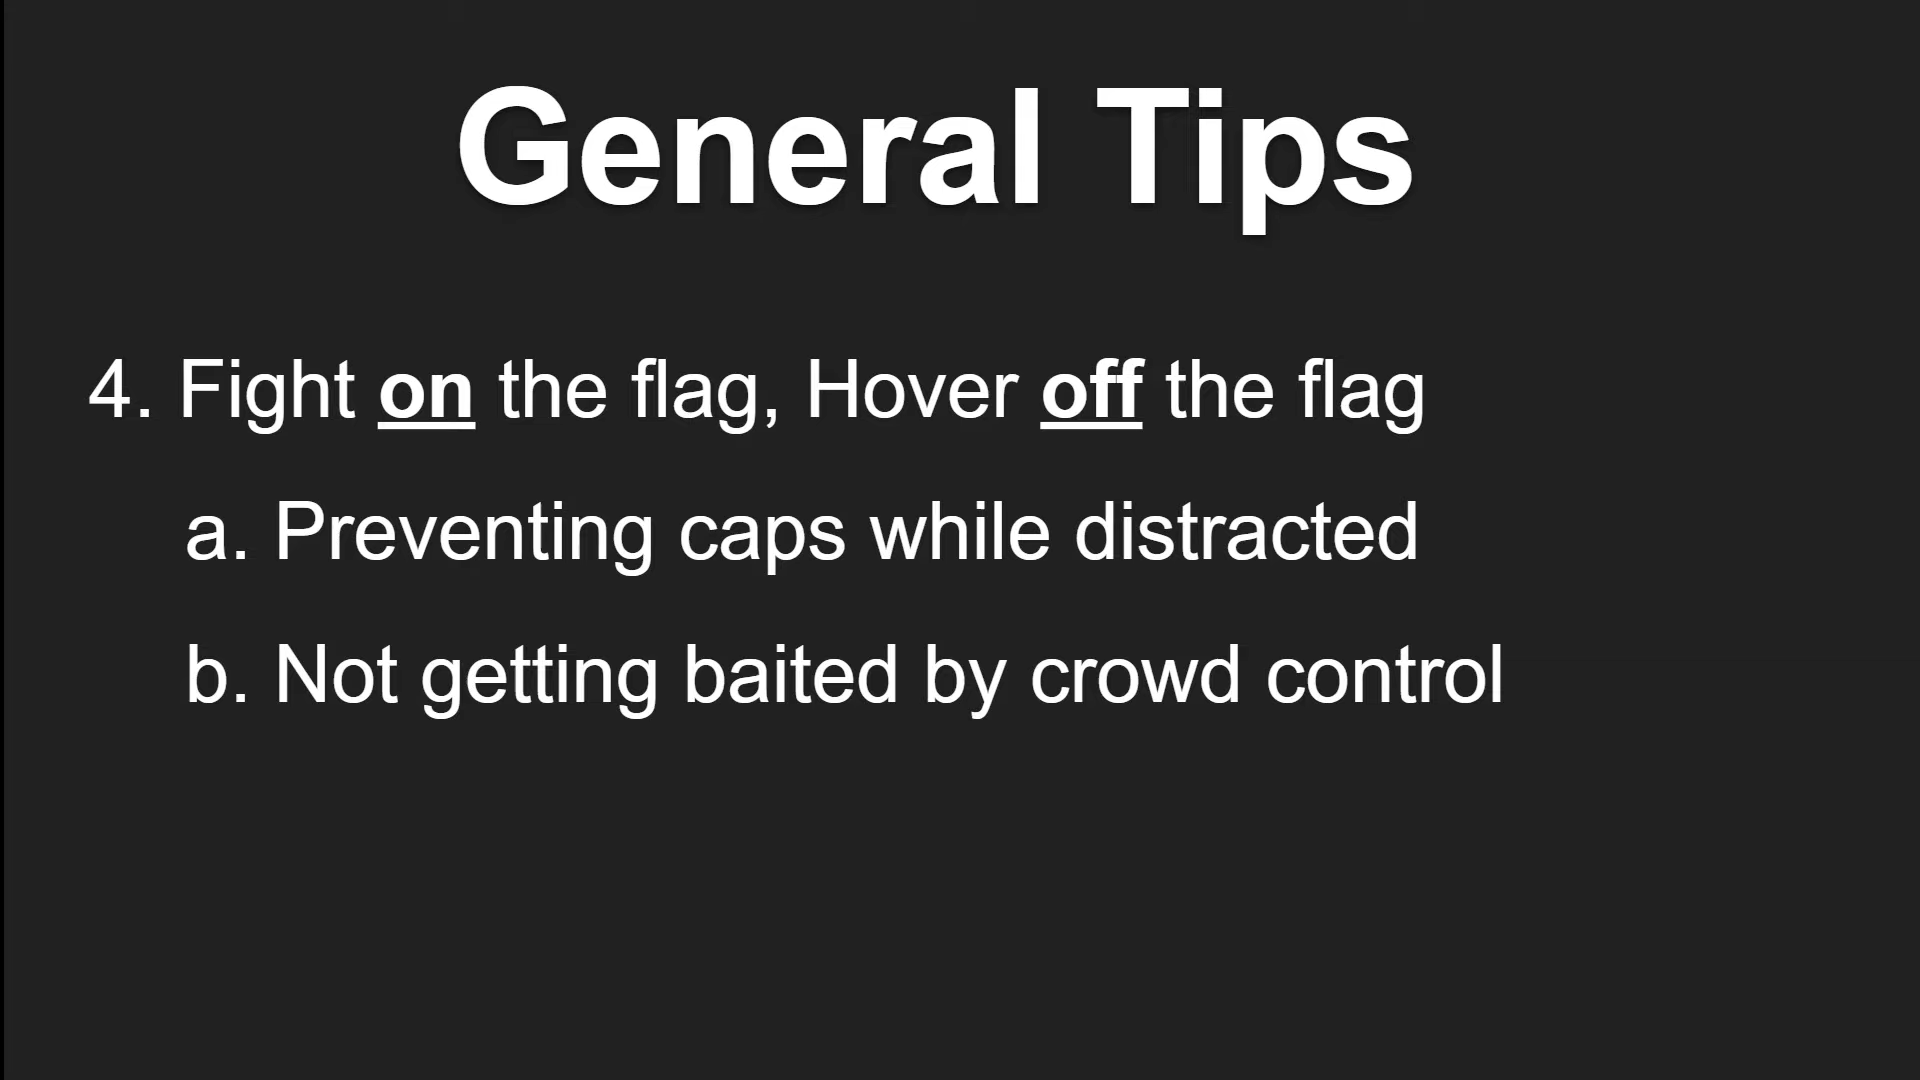 General Tips
4. Fight on the flag, Hover off the flag
a. Preventing caps while distracted
b. Not getting baited by crowd control